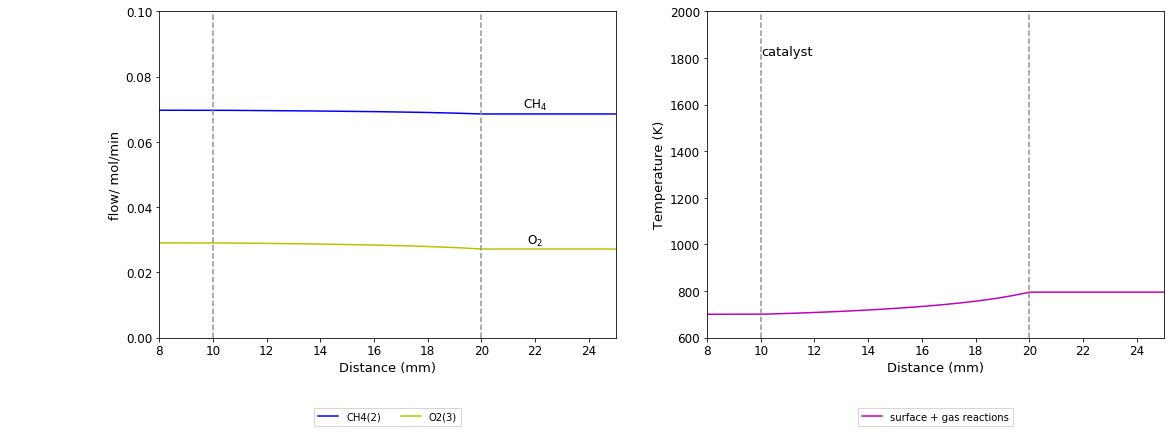 0.10
0.08
0.06
0.04
0.02
0.00
flow/ mol/min
CH₄
O₂
8 10 12 14 16 18 20 22 24
Distance (mm)
CH4(2) O2(3)
2000
1800
1600
1400
1200
1000
800
600
Temperature (K)
catalyst
8 10 12 14 16 18 20 22 24
Distance (mm)
surface + gas reactions